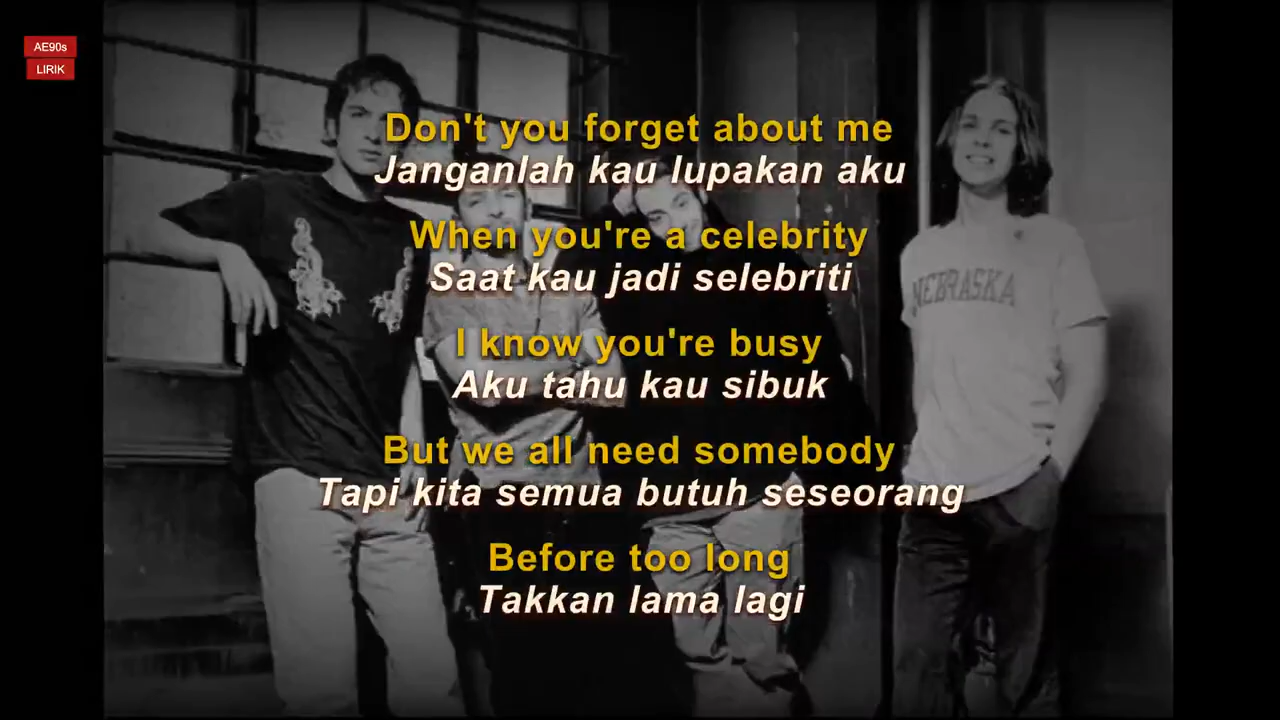 AE90s
LIRIK
Don't you forget about me
Janganlah kau lupakan aku
When you're a celebrity
Saat kau jadi selebriti
NEBRASKA
I know you're busy
Aku tahu kau sibuk
But we all need somebody
Tapi kita semua butuh seseorang
Before too long
Takkan lama lagi